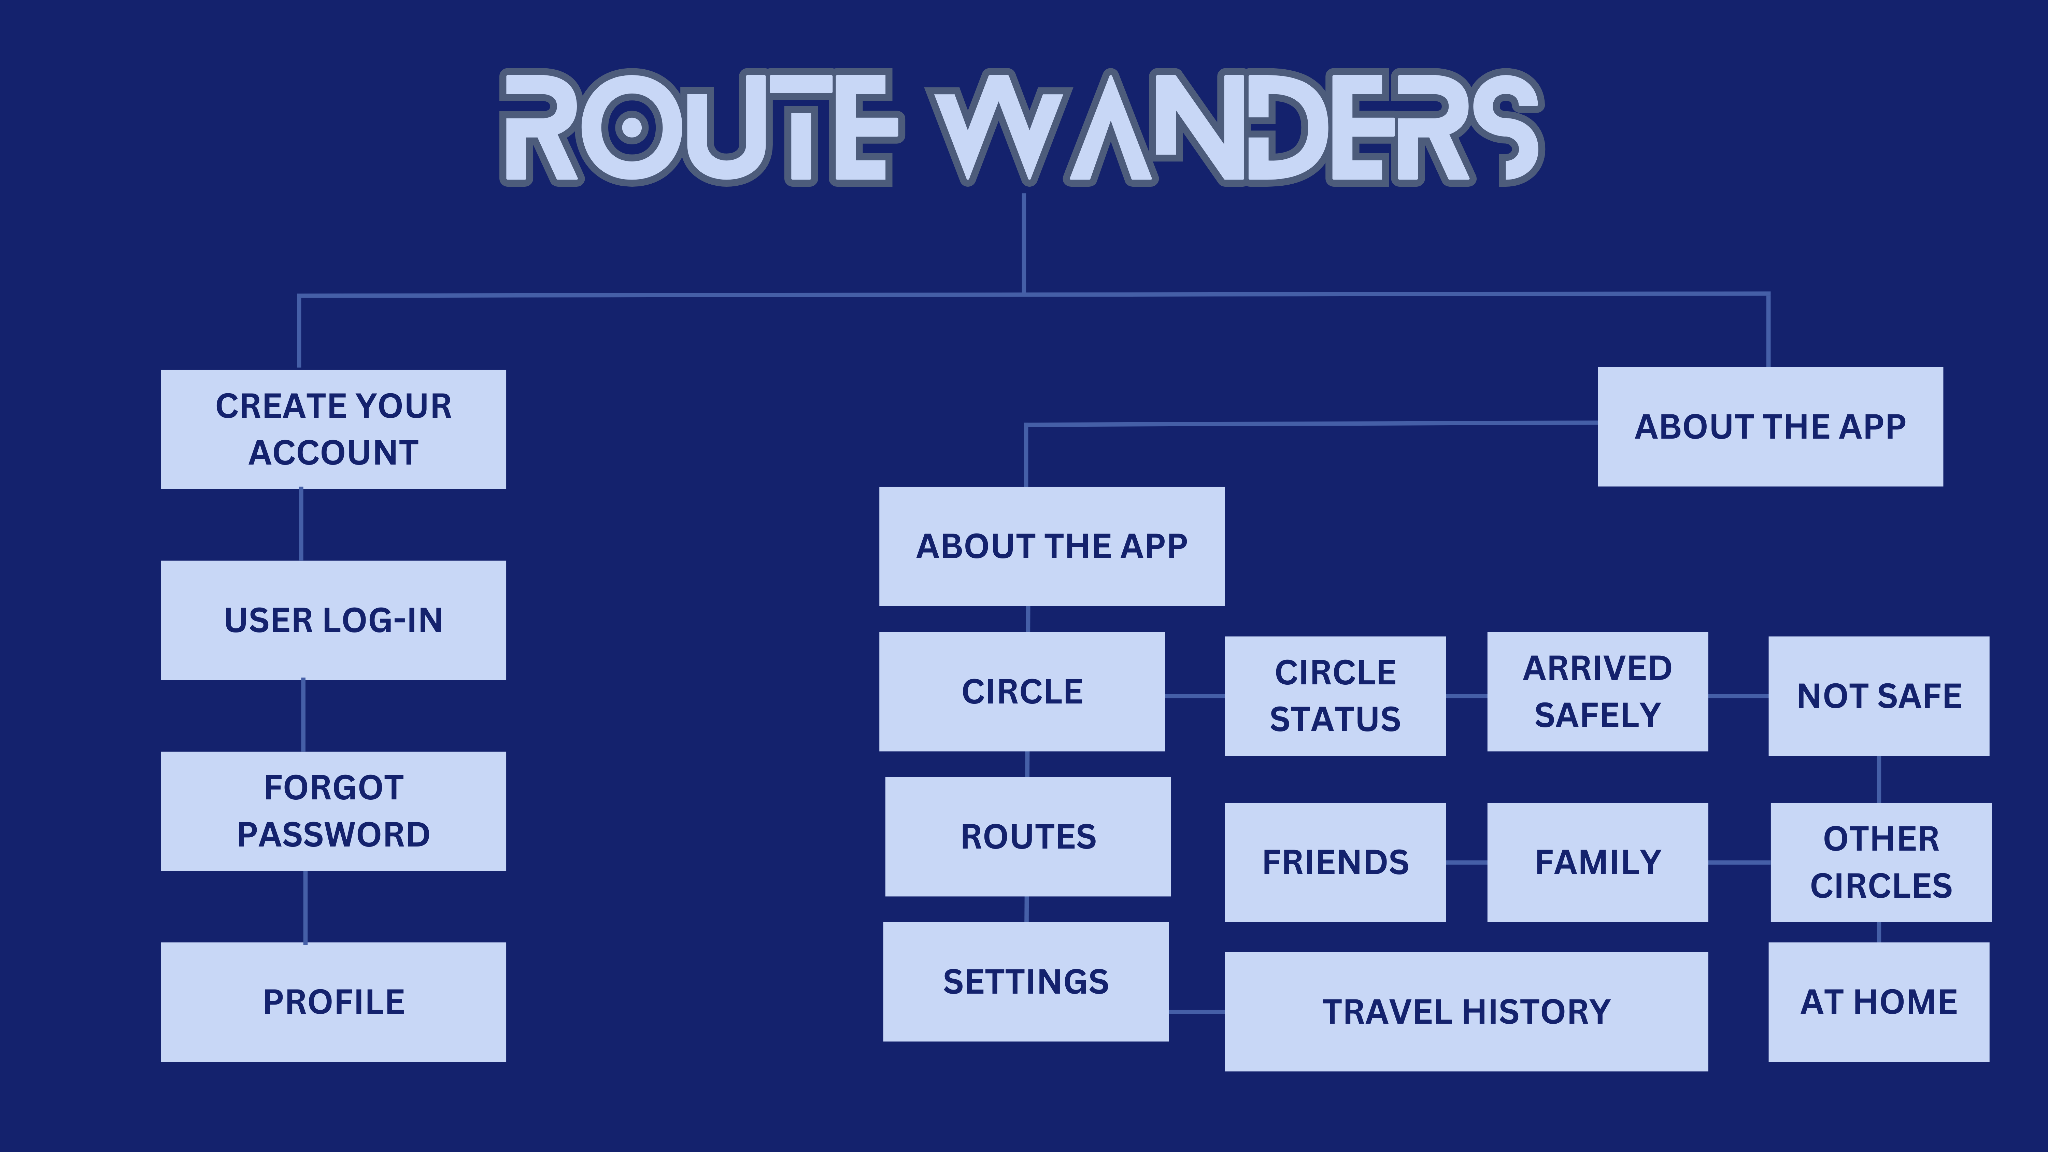 ROUTE WANDERS
CREATE YOUR
ACCOUNT
USER LOG-IN
FORGOT
PASSWORD
PROFILE
ABOUT THE APP
ABOUT THE APP
CIRCLE
CIRCLE
STATUS
ARRIVED
SAFELY
NOT SAFE
ROUTES
FRIENDS
FAMILY
OTHER
CIRCLES
SETTINGS
TRAVEL HISTORY
AT HOME